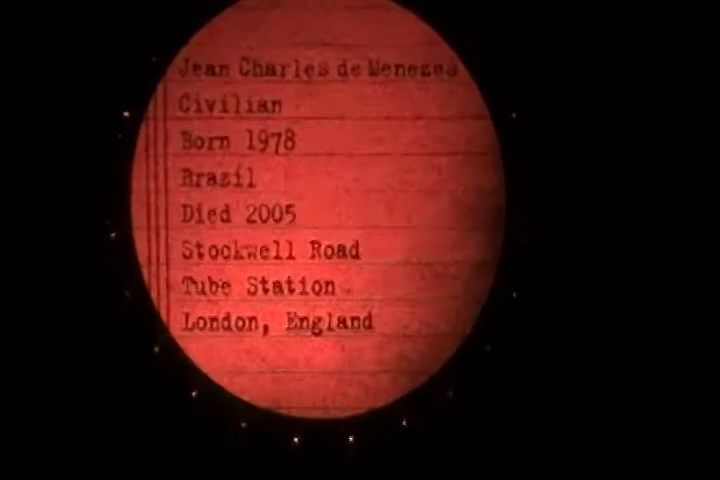 Jean Charles de Menezes
Civilian
Born 1978
Brazil
Died 2005
Stockwell Road
Tube Station
London, England